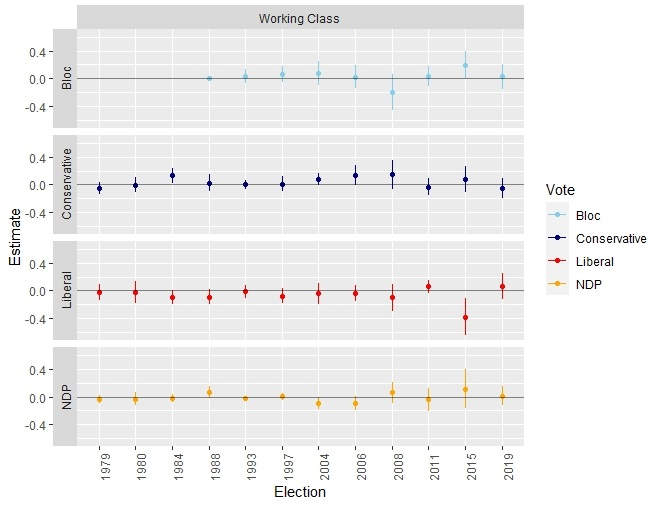 Working Class
Bloc
0.4
0.0
-0.4
Conservative
0.4
0.0
-0.4
Liberal
0.4
0.0
-0.4
NDP
0.4
0.0
-0.4
Estimate
1979 1980 1984 1988 1993 1997 2004 2006 2008 2011 2015 2019
Election
Vote
Bloc
Conservative
Liberal
NDP